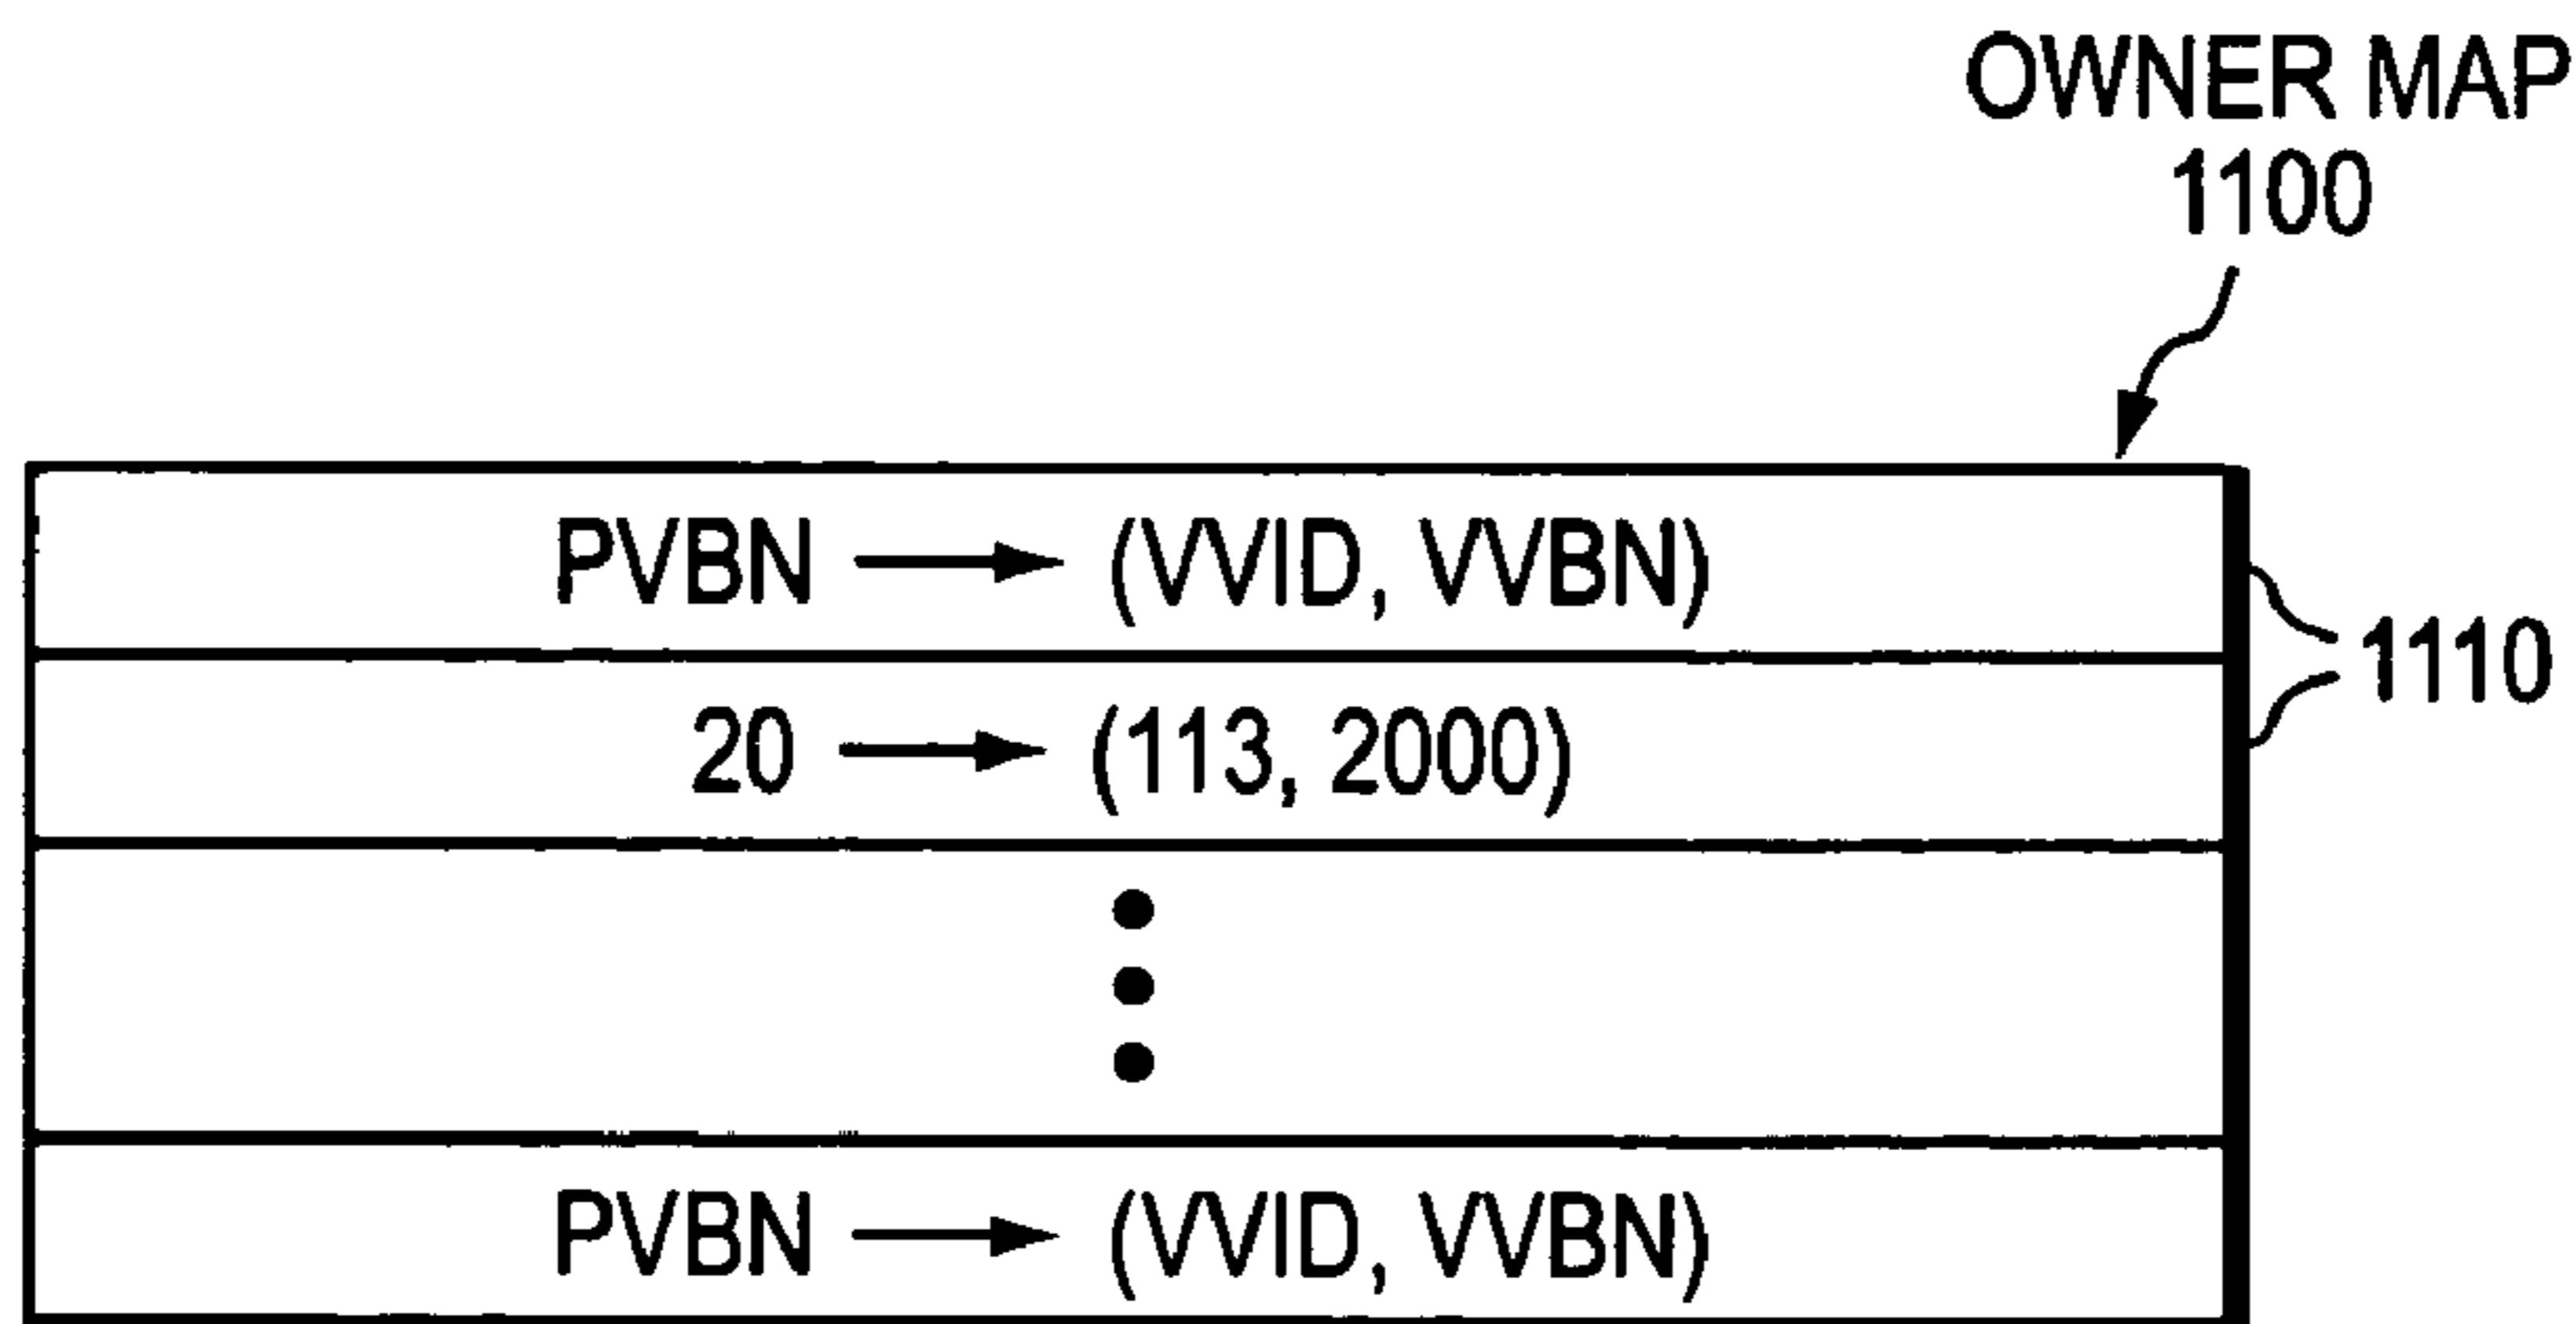 OWNER MAP
1100
PVBN → (VVID, VVBN)
1110
20 → (113, 2000)
PVBN → (VVID, VVBN)